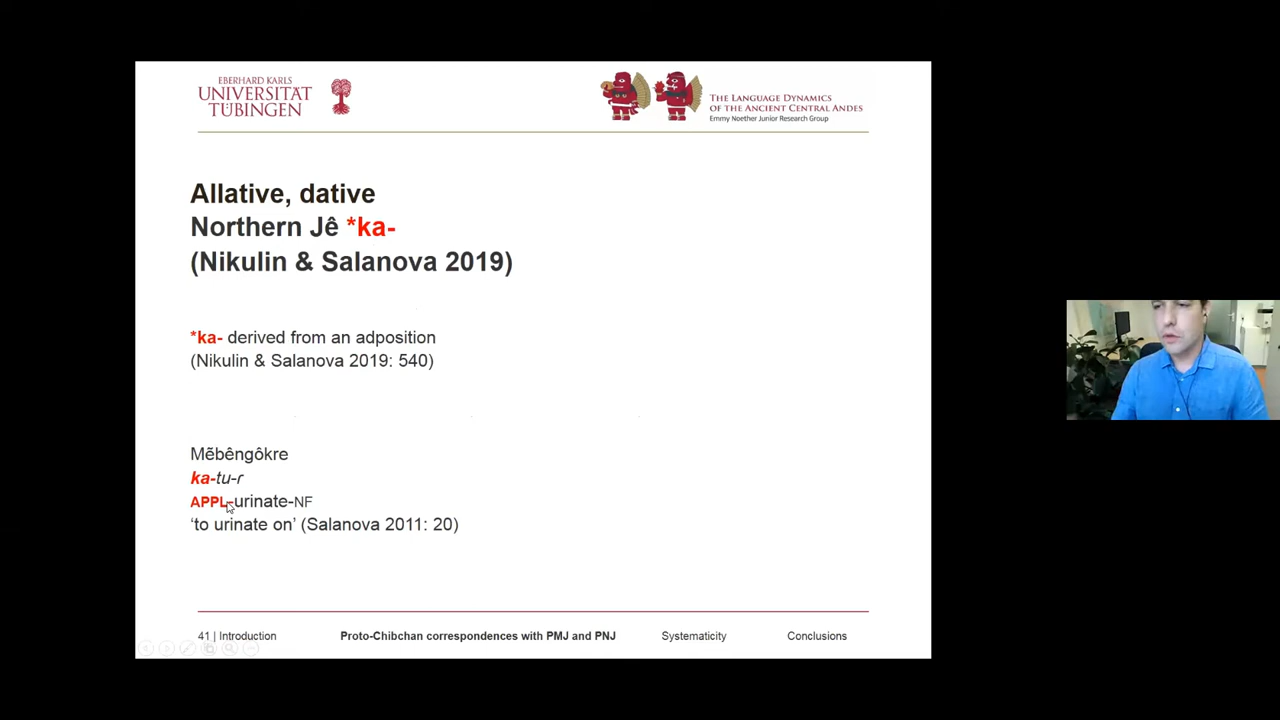 EBERHARD KARLS
UNIVERSITÄT
TÜBINGEN
THE LANGUAGE DYNAMICS
OF THE ANCIENT CENTRAL ANDES
Emmy Noether Junior Research Group
Allative, dative
Northern Jê *ka-
(Nikulin & Salanova 2019)
*ka- derived from an adposition
(Nikulin & Salanova 2019: 540)
Mẽbêngôkre
ka-tu-r
APPL-urinate-NF
‘to urinate on’ (Salanova 2011: 20)
41 | Introduction Proto-Chibchan correspondences with PMJ and PNJ Systematicity Conclusions